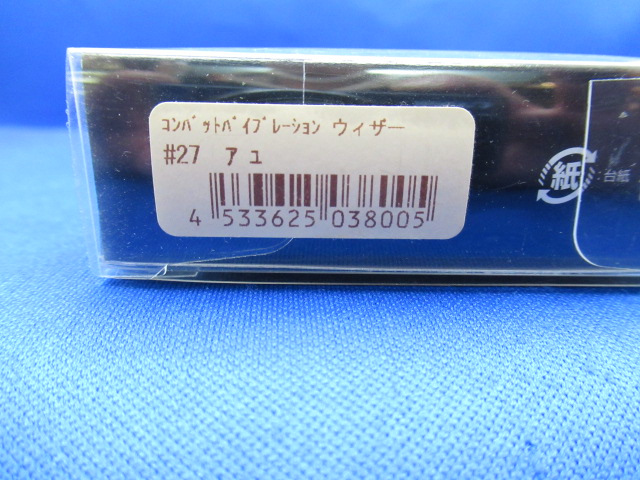 ｺﾝﾊﾞｯﾄﾊﾞｲﾌﾞﾚｰｼｮﾝ ウィザー
#27 アユ
4 533625 038005
紙
:台紙